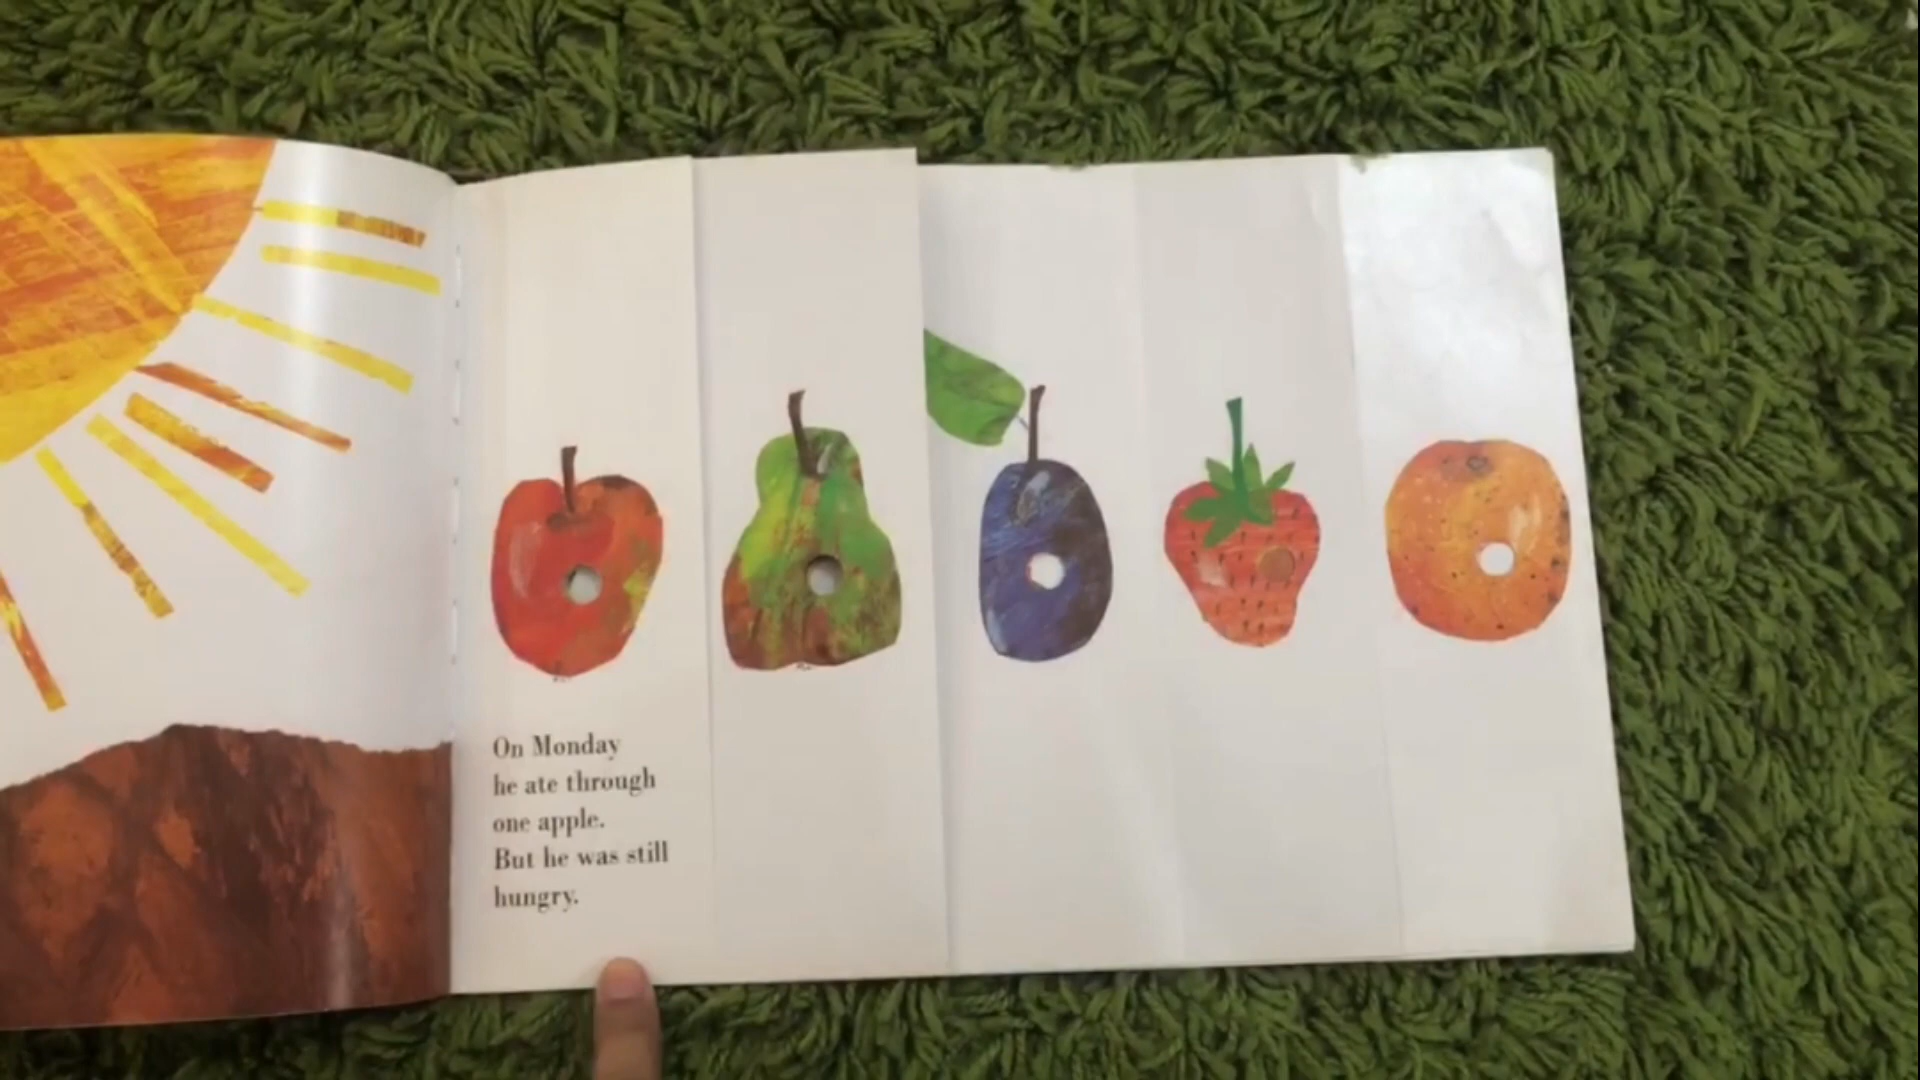 On Monday
he ate through
one apple.
But he was still
hungry.